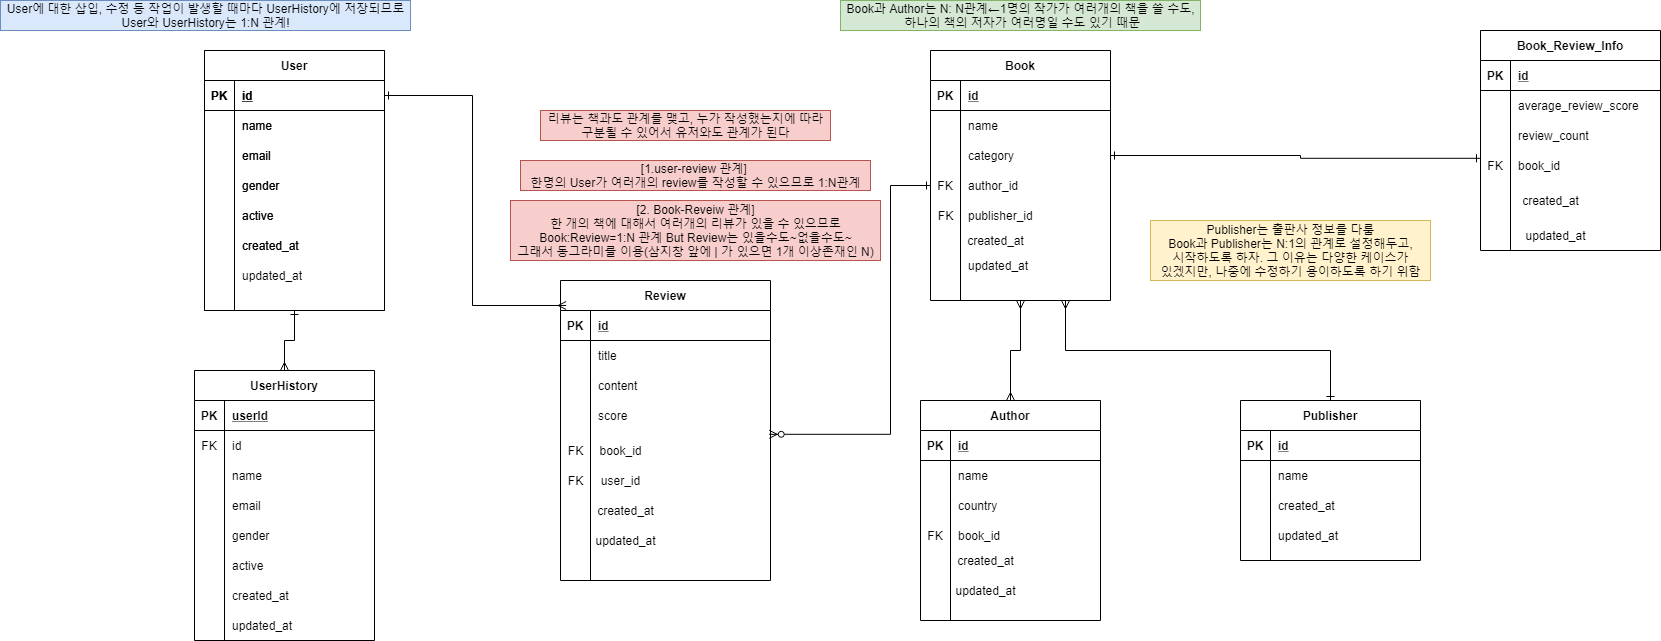 User에 대한 삽입, 수정 등 작업이 발생할 때마다 UserHistory에 저장되므로
User와 UserHistory는 1:N 관계!
Book과 Author는 N: N관계←1명의 작가가 여러개의 책을 쓸 수도,
하나의 책의 저자가 여러명일 수도 있기 때문
User
PK id
name
email
gender
active
created_at
updated_at
UserHistory
PK userId
FK id
name
email
gender
active
created_at
updated_at
리뷰는 책과도 관계를 맺고, 누가 작성했는지에 따라
구분될 수 있어서 유저와도 관계가 된다
[1.user-review 관계]
한명의 User가 여러개의 review를 작성할 수 있으므로 1:N관계
[2. Book-Reveiw 관계]
한 개의 책에 대해서 여러개의 리뷰가 있을 수 있으므로
Book:Review=1:N 관계 But Review는 있을수도~없을수도~
그래서 동그라미를 이용(삼지창 앞에 | 가 있으면 1개 이상존재인 N)
Review
PK id
title
content
score
FK book_id
FK user_id
created_at
updated_at
Book
PK id
name
category
FK author_id
FK publisher_id
created_at
updated_at
Book_Review_Info
PK id
average_review_score
review_count
FK book_id
created_at
updated_at
Publisher는 출판사 정보를 다룸
Book과 Publisher는 N:1의 관계로 설정해두고,
시작하도록 하자. 그 이유는 다양한 케이스가
있겠지만, 나중에 수정하기 용이하도록 하기 위함
Author
PK id
name
country
FK book_id
created_at
updated_at
Publisher
PK id
name
created_at
updated_at